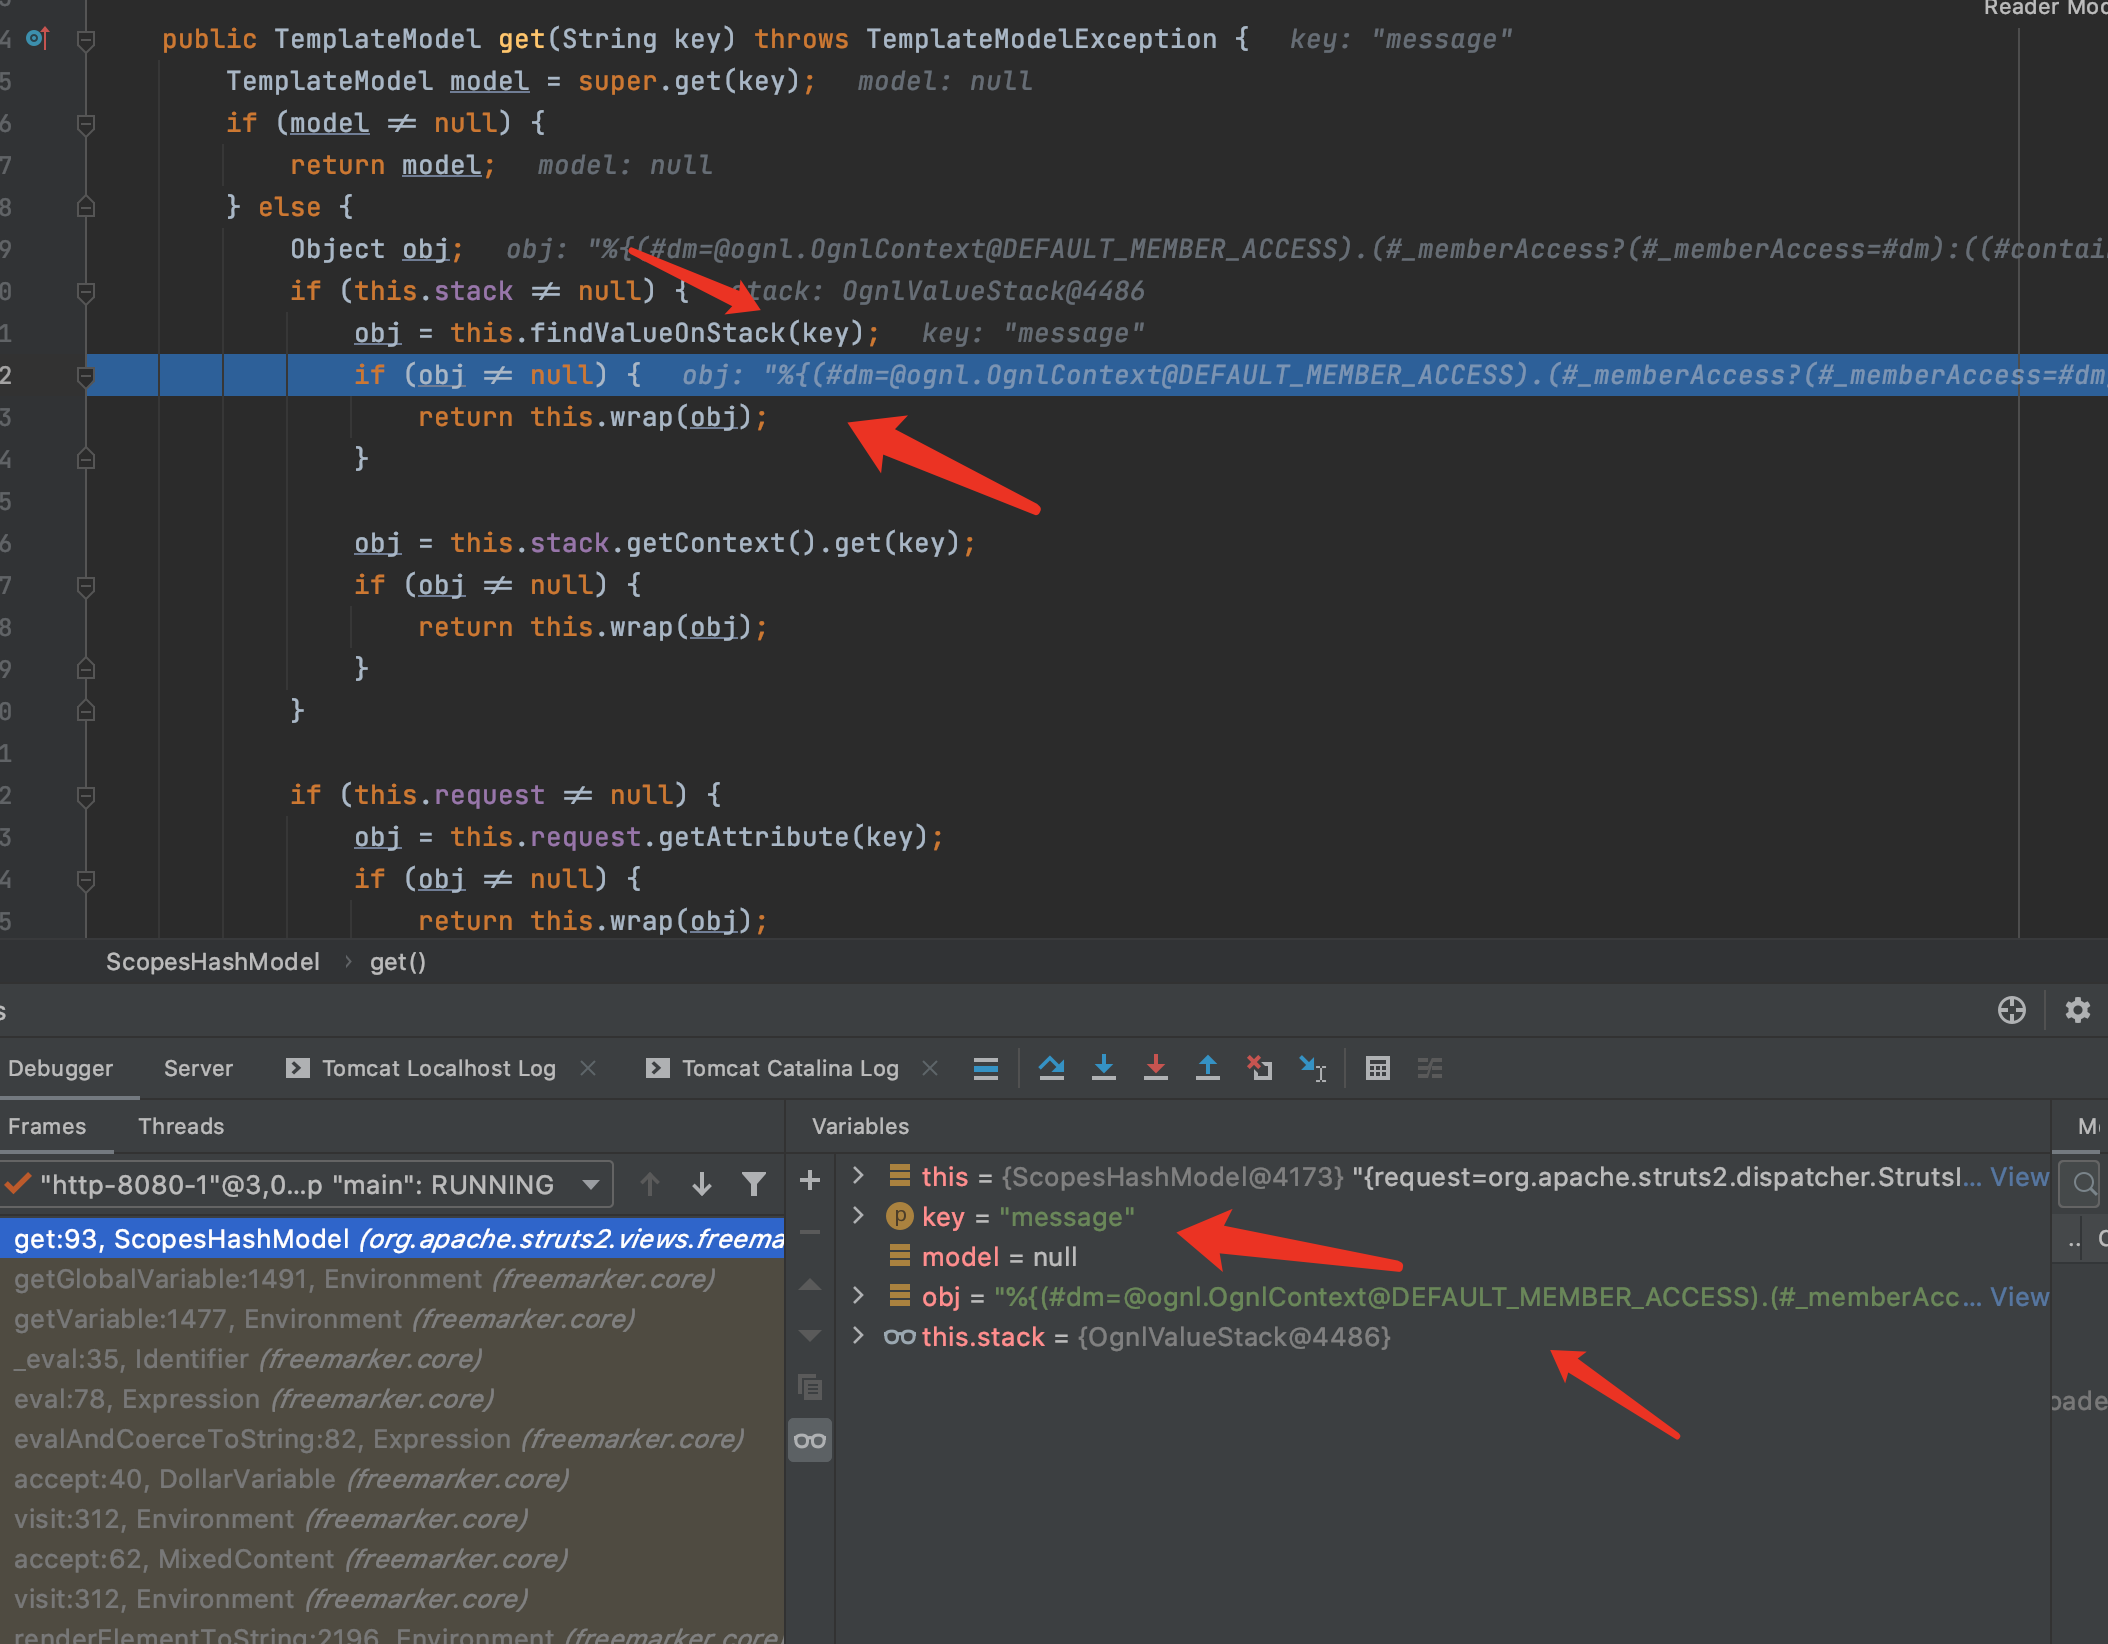 Reader Mo
4 public TemplateModel get(String key) throws TemplateModelException { key: "message"
5 TemplateModel model = super.get(key); model: null
6 if (model ≠ null) {
7 return model; model: null
8 } else {
9 Object obj; obj: "%{(#dm=@ognl.OgnlContext@DEFAULT_MEMBER_ACCESS).(#_memberAccess?(#_memberAccess=#dm):((#contai
0 if (this.stack ≠ null) { stack: OgnlValueStack@4486
1 obj = this.findValueOnStack(key); key: "message"
2 if (obj ≠ null) { obj: "%{(#dm=@ognl.OgnlContext@DEFAULT_MEMBER_ACCESS).(#_memberAccess?(#_memberAccess=#dm
3 return this.wrap(obj);
4 }
5
6 obj = this.stack.getContext().get(key);
7 if (obj ≠ null) {
8 return this.wrap(obj);
9 }
0 }
1
2 if (this.request ≠ null) {
3 obj = this.request.getAttribute(key);
4 if (obj ≠ null) {
5 return this.wrap(obj);
ScopesHashModel › get()
s
Debugger Server Tomcat Localhost Log Tomcat Catalina Log
Frames Threads
Variables
"http-8080-1"@3,0...p "main": RUNNING
get:93, ScopesHashModel (org.apache.struts2.views.freema
getGlobalVariable:1491, Environment (freemarker.core)
getVariable:1477, Environment (freemarker.core)
_eval:35, Identifier (freemarker.core)
eval:78, Expression (freemarker.core)
evalAndCoerceToString:82, Expression (freemarker.core)
accept:40, DollarVariable (freemarker.core)
visit:312, Environment (freemarker.core)
accept:62, MixedContent (freemarker.core)
visit:312, Environment (freemarker.core)
renderElementToString:2196, Environment (freemarker.core)
this = {ScopesHashModel@4173} "{request=org.apache.struts2.dispatcher.StrutsI... View
p key = "message"
model = null
obj = "%{(#dm=@ognl.OgnlContext@DEFAULT_MEMBER_ACCESS).(#_memberAcc... View
this.stack = {OgnlValueStack@4486}